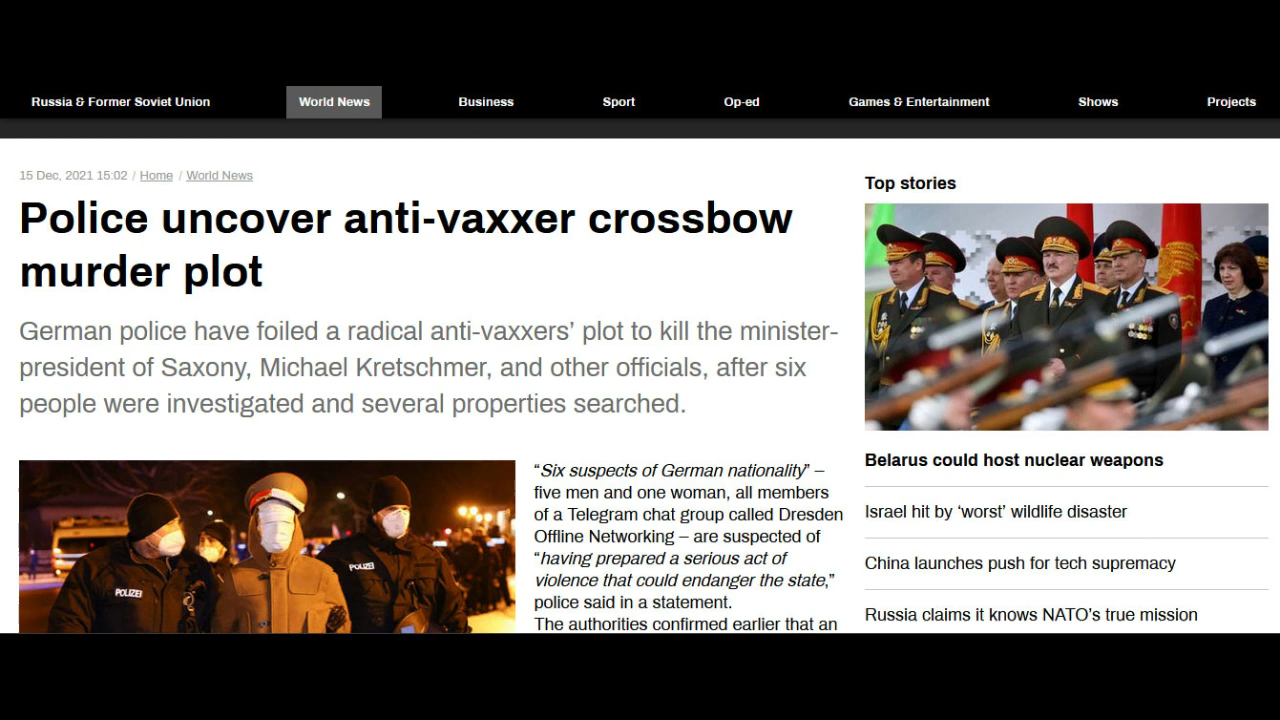 Russia & Former Soviet Union World News Business Sport Op-ed Games & Entertainment Shows Projects
15 Dec, 2021 15:02 / Home / World News
Police uncover anti-vaxxer crossbow
murder plot
German police have foiled a radical anti-vaxxers’ plot to kill the minister-
president of Saxony, Michael Kretschmer, and other officials, after six
people were investigated and several properties searched.
POLIZEI
POLIZEI
“Six suspects of German nationality” –
five men and one woman, all members
of a Telegram chat group called Dresden
Offline Networking – are suspected of
“having prepared a serious act of
violence that could endanger the state,”
police said in a statement.
The authorities confirmed earlier that an
Top stories
Belarus could host nuclear weapons
Israel hit by ‘worst’ wildlife disaster
China launches push for tech supremacy
Russia claims it knows NATO’s true mission